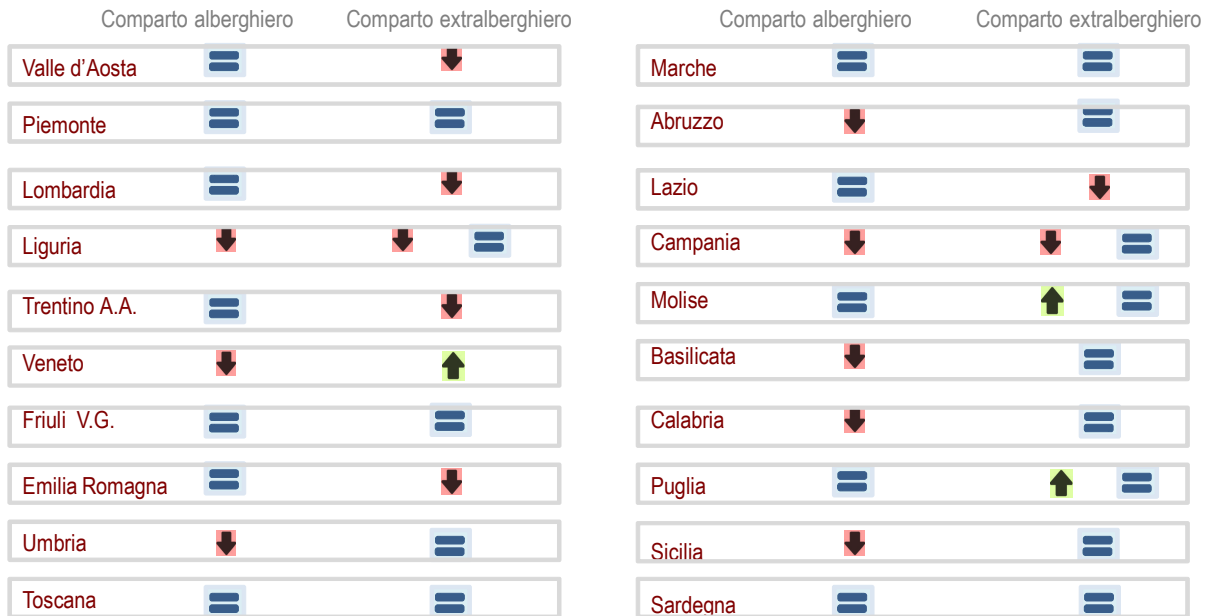 Comparto alberghiero Comparto extralberghiero
Valle d’Aosta
Piemonte
Lombardia
Liguria
Trentino A.A.
Veneto
Friuli V.G.
Emilia Romagna
Umbria
Toscana
Comparto alberghiero Comparto extralberghiero
Marche
Abruzzo
Lazio
Campania
Molise
Basilicata
Calabria
Puglia
Sicilia
Sardegna